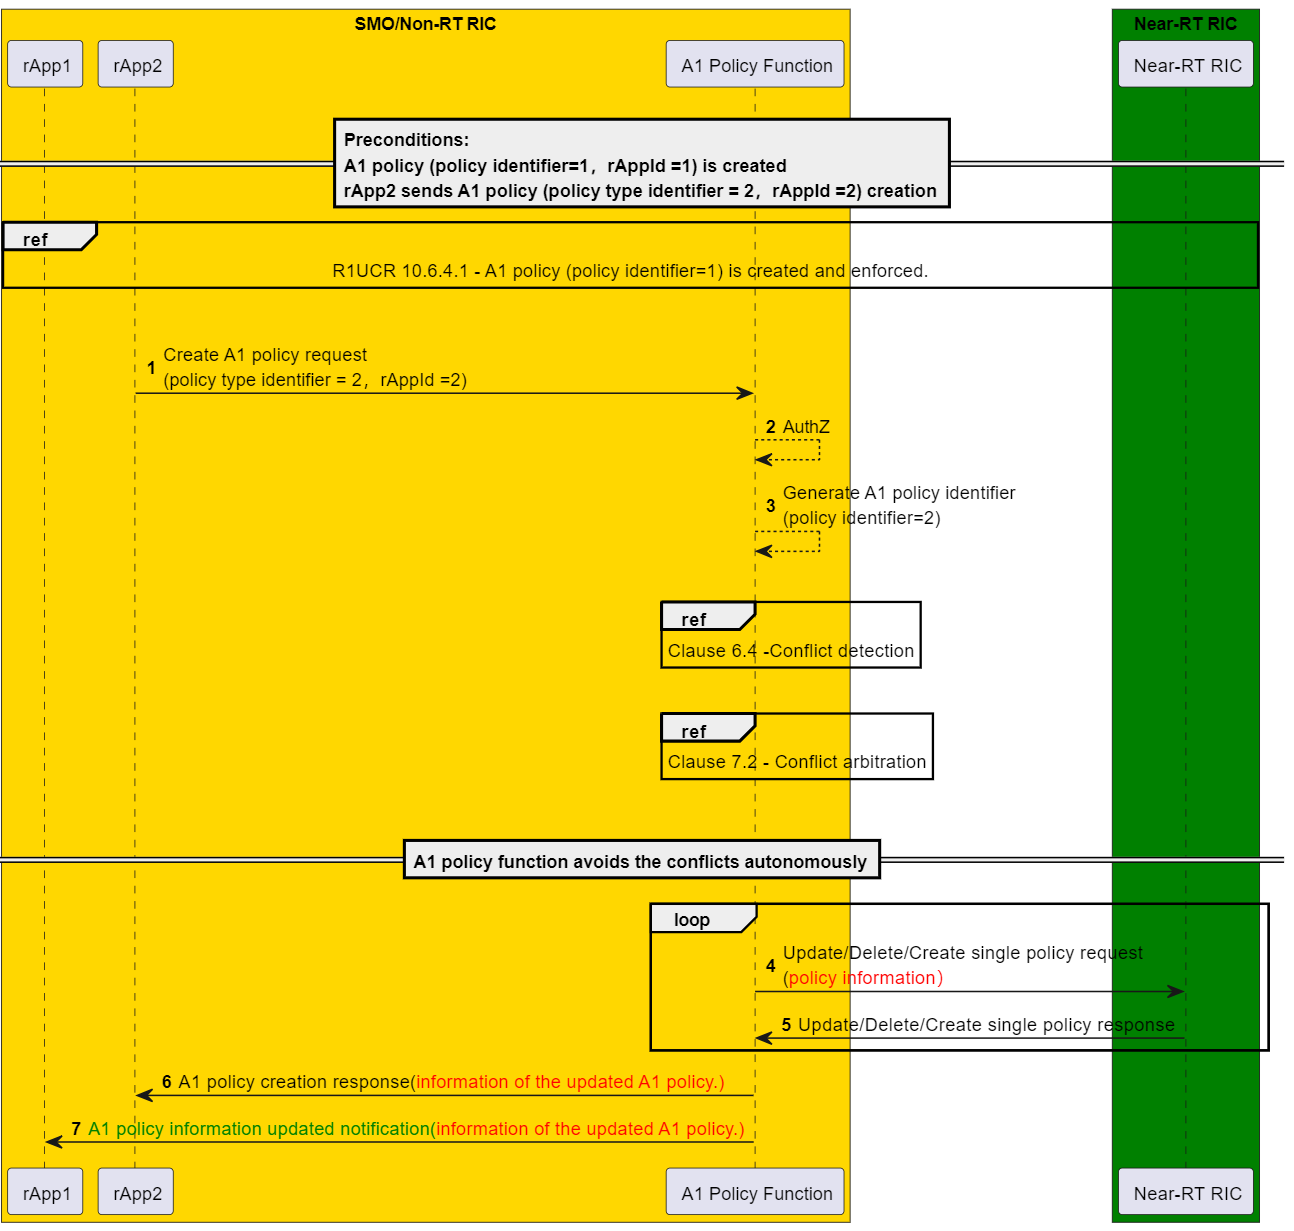 SMO/Non-RT RIC
Near-RT RIC
rApp1
rApp2
A1 Policy Function
Near-RT RIC
Preconditions:
A1 policy (policy identifier=1, rAppId =1) is created
rApp2 sends A1 policy (policy type identifier = 2, rAppId =2) creation
ref
R1UCR 10.6.4.1 - A1 policy (policy identifier=1) is created and enforced.
1 Create A1 policy request
(policy type identifier = 2, rAppId =2)
2 AuthZ
3 Generate A1 policy identifier
(policy identifier=2)
ref
Clause 6.4 -Conflict detection
ref
Clause 7.2 - Conflict arbitration
A1 policy function avoids the conflicts autonomously
loop
4 Update/Delete/Create single policy request
(policy information)
5 Update/Delete/Create single policy response
6 A1 policy creation response(information of the updated A1 policy.)
7 A1 policy information updated notification(information of the updated A1 policy.)
rApp1
rApp2
A1 Policy Function
Near-RT RIC